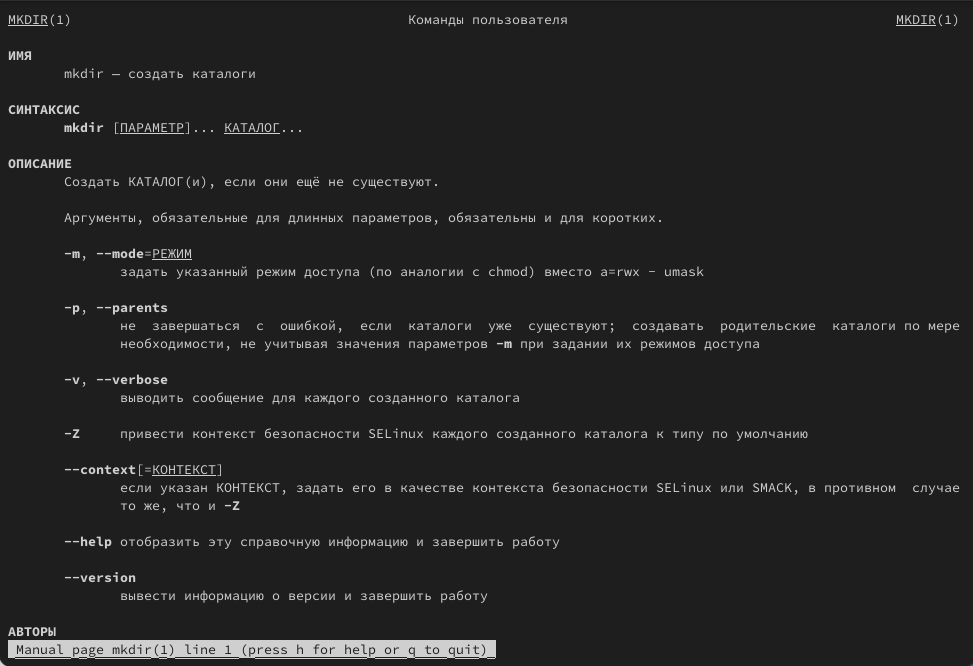 MKDIR(1) Команды пользователя MKDIR(1)
ИМЯ
mkdir — создать каталоги
СИНТАКСИС
mkdir [ПАРАМЕТР]... КАТАЛОГ...
ОПИСАНИЕ
Создать КАТАЛОГ(и), если они ещё не существуют.
Аргументы, обязательные для длинных параметров, обязательны и для коротких.
-m, --mode=РЕЖИМ
задать указанный режим доступа (по аналогии с chmod) вместо a=rwx - umask
-p, --parents
не завершаться с ошибкой, если каталоги уже существуют; создавать родительские каталоги по мере
необходимости, не учитывая значения параметров -m при задании их режимов доступа
-v, --verbose
выводить сообщение для каждого созданного каталога
-Z привести контекст безопасности SELinux каждого созданного каталога к типу по умолчанию
--context[=КОНТЕКСТ]
если указан КОНТЕКСТ, задать его в качестве контекста безопасности SELinux или SMACK, в противном случае
то же, что и -Z
--help отобразить эту справочную информацию и завершить работу
--version
вывести информацию о версии и завершить работу
АВТОРЫ
Manual page mkdir(1) line 1 (press h for help or q to quit)